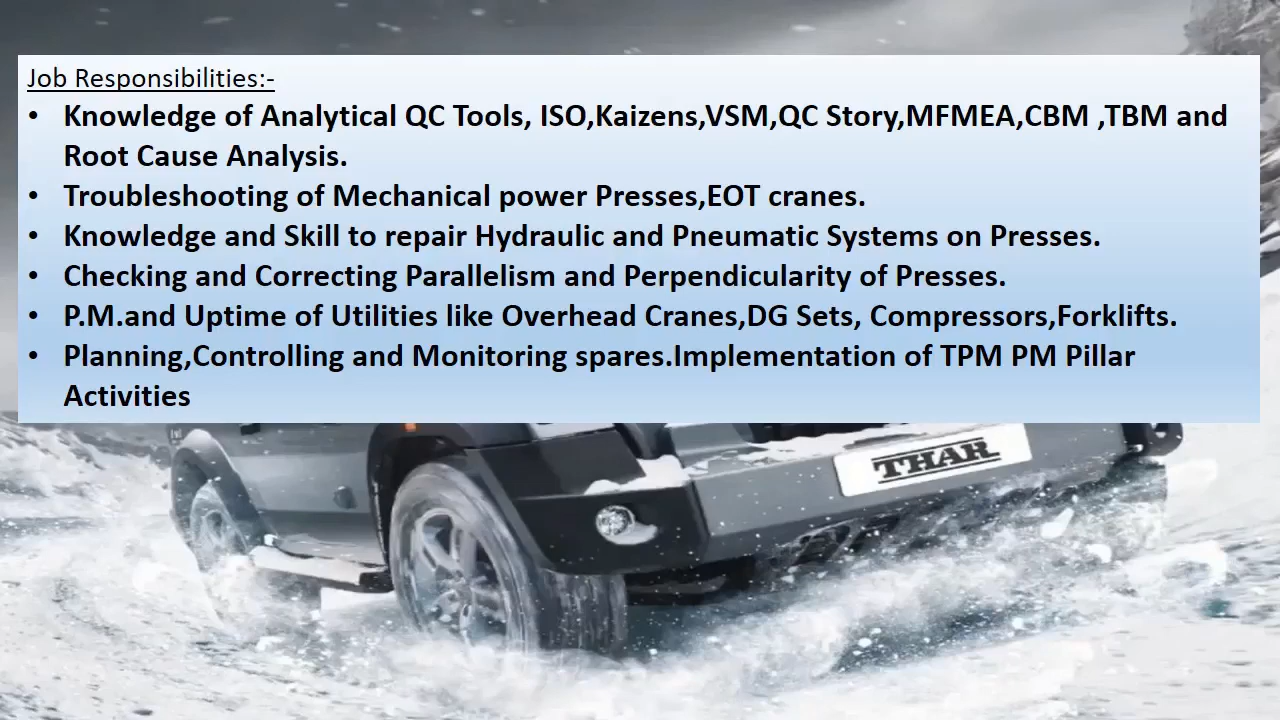 Job Responsibilities:-
• Knowledge of Analytical QC Tools, ISO,Kaizens,VSM,QC Story,MFMEA,CBM ,TBM and
Root Cause Analysis.
• Troubleshooting of Mechanical power Presses,EOT cranes.
• Knowledge and Skill to repair Hydraulic and Pneumatic Systems on Presses.
• Checking and Correcting Parallelism and Perpendicularity of Presses.
• P.M.and Uptime of Utilities like Overhead Cranes,DG Sets, Compressors,Forklifts.
• Planning,Controlling and Monitoring spares.Implementation of TPM PM Pillar
Activities
THAR